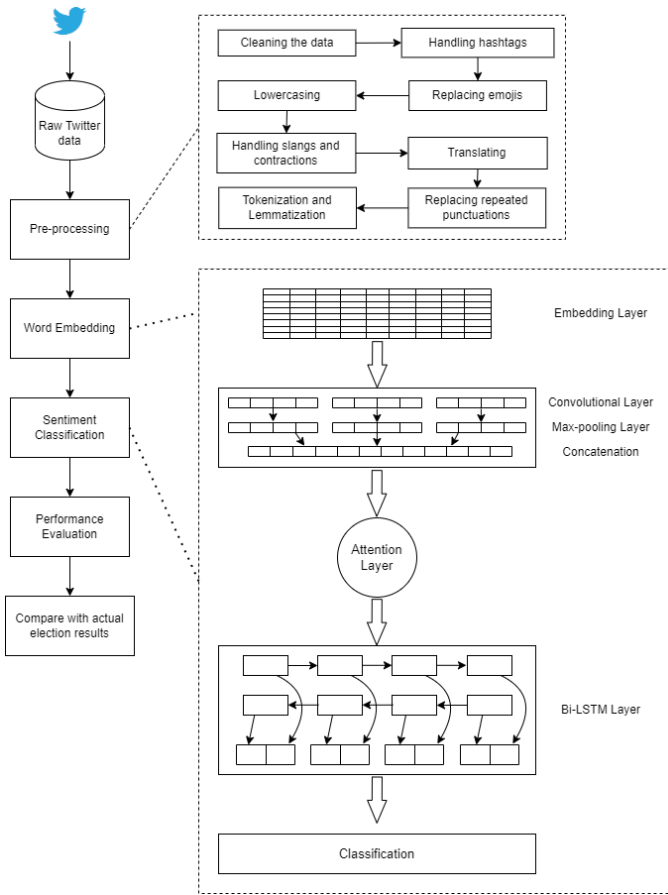 Raw Twitter
data
Pre-processing
Word Embedding
Sentiment
Classification
Performance
Evaluation
Compare with actual
election results
Cleaning the data
Handling hashtags
Lowercasing
Replacing emojis
Handling slangs and
contractions
Translating
Tokenization and
Lemmatization
Replacing repeated
punctuations
Embedding Layer
Convolutional Layer
Max-pooling Layer
Concatenation
Attention
Layer
Bi-LSTM Layer
Classification